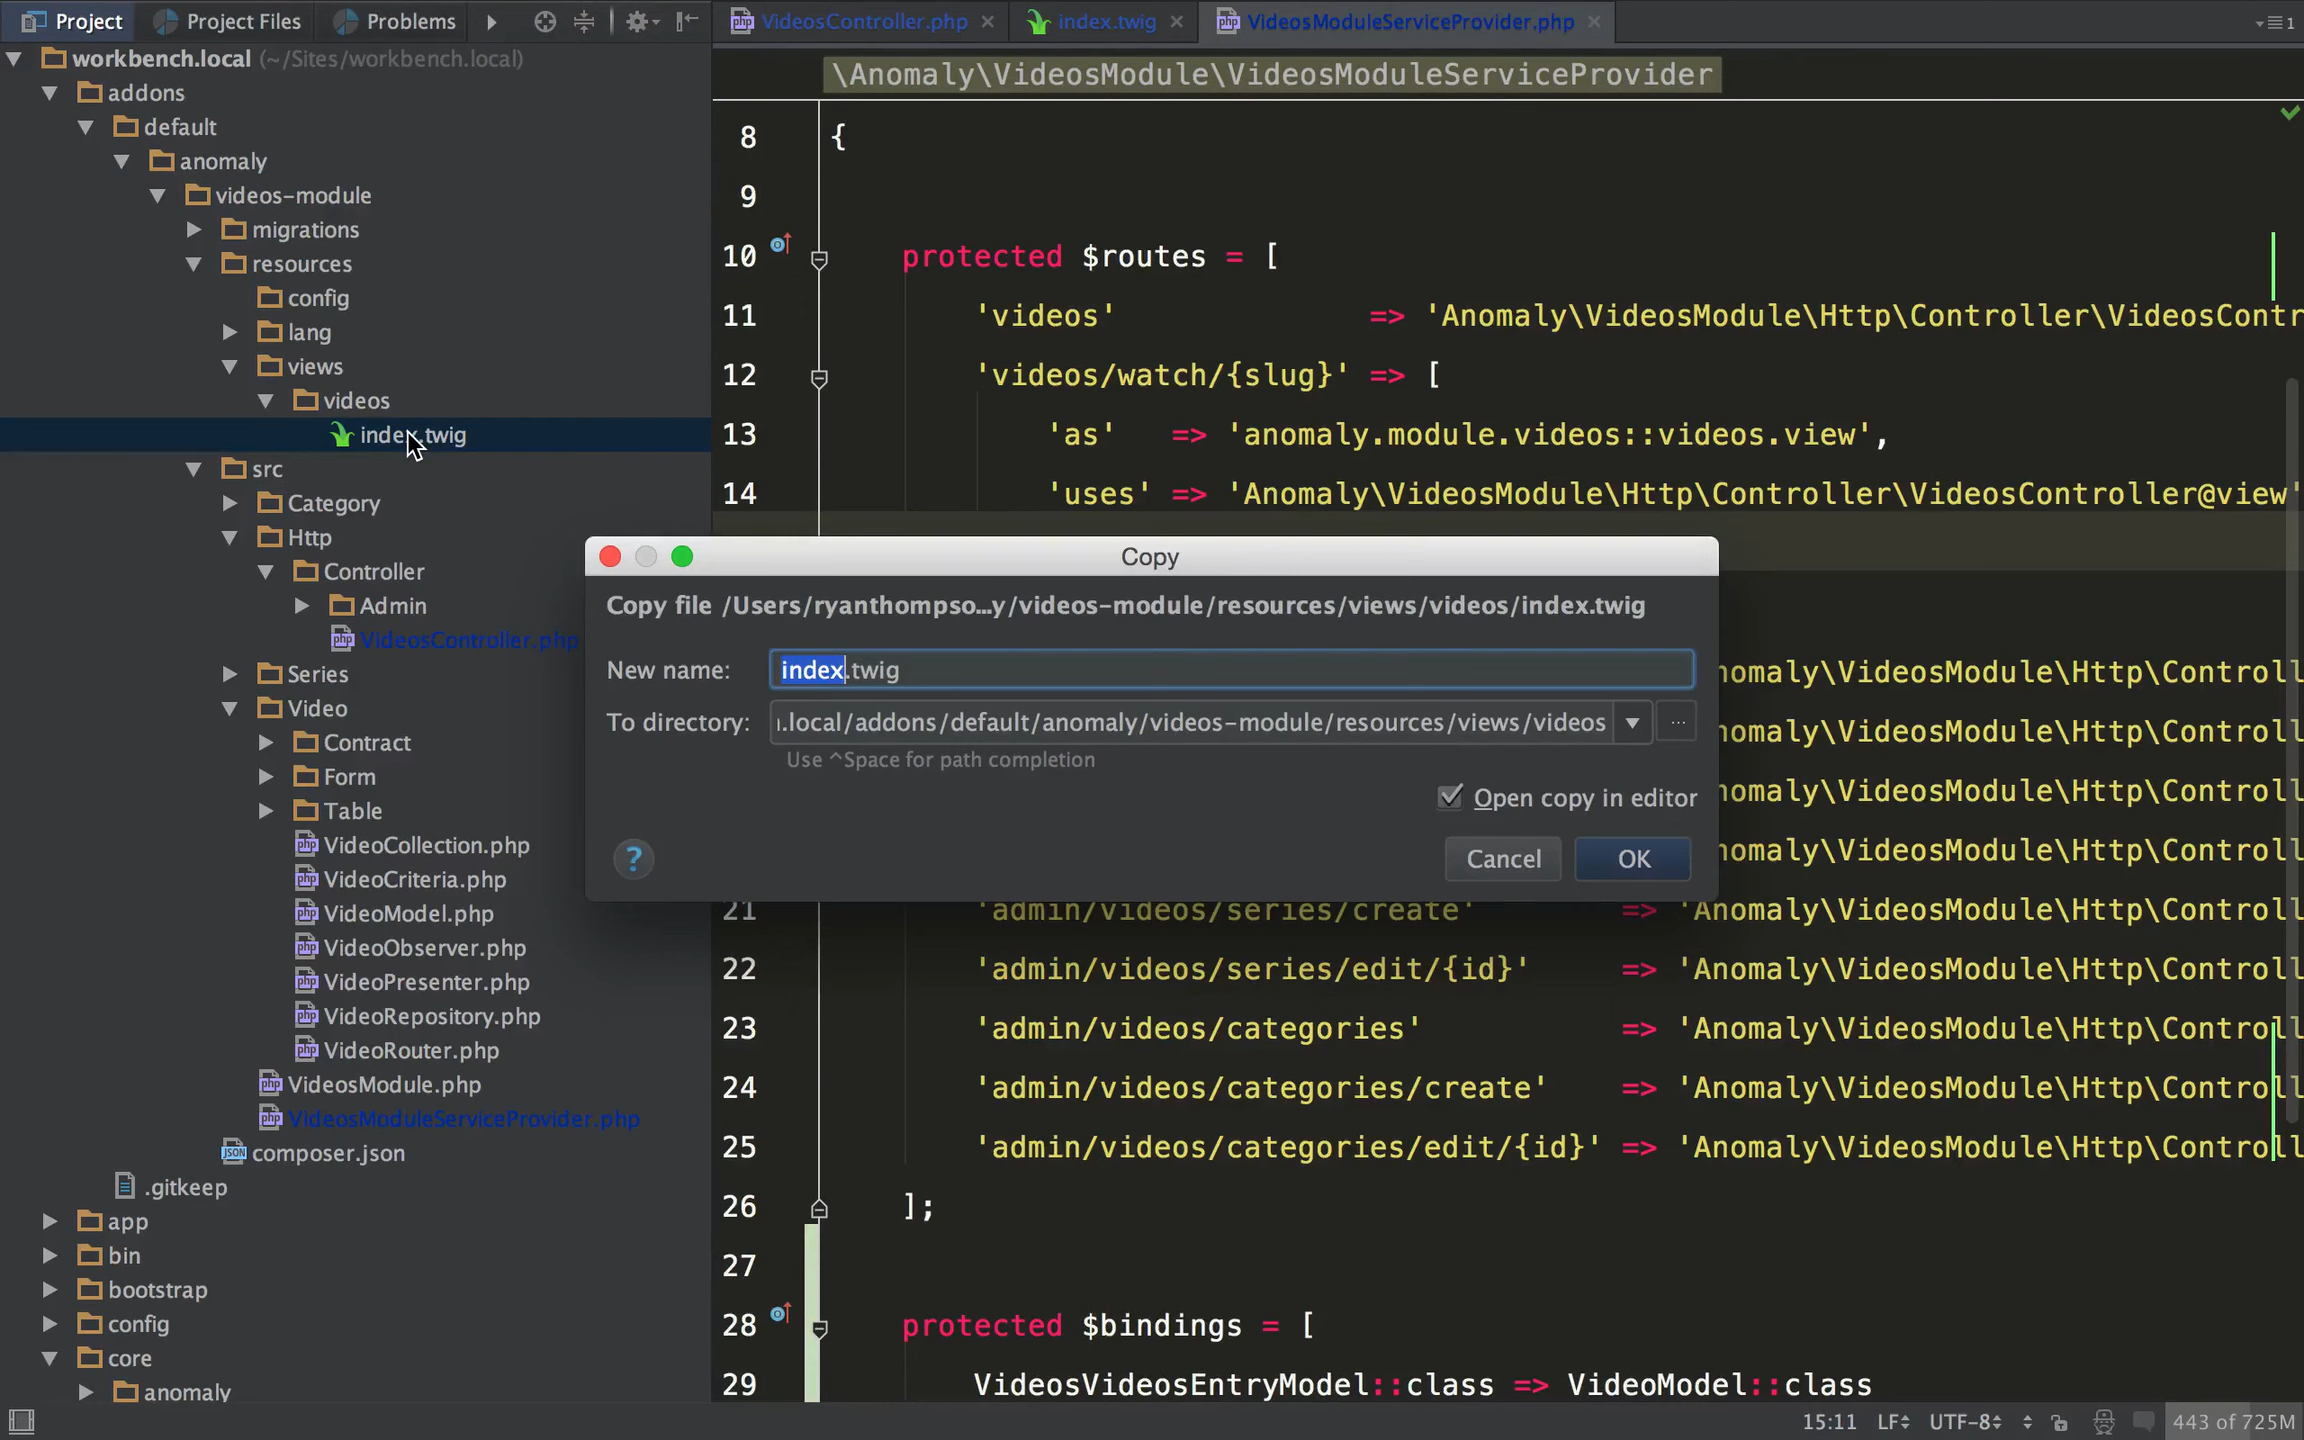 Project
Project Files
Problems
VideosController.php
index.twig
VideosModuleServiceProvider.php
1
workbench.local (~/Sites/workbench.local)
addons
default
anomaly
videos-module
migrations
resources
config
lang
views
videos
index.twig
src
Category
Http
Controller
Admin
VideosController.php
Series
Video
Contract
Form
Table
VideoCollection.php
VideoCriteria.php
VideoModel.php
VideoObserver.php
VideoPresenter.php
VideoRepository.php
VideoRouter.php
VideosModule.php
VideosModuleServiceProvider.php
composer.json
.gitkeep
app
bin
bootstrap
config
core
anomaly
\Anomaly\VideosModule\VideosModuleServiceProvider
8 {
9
10 protected $routes = [
11 'videos' => 'Anomaly\VideosModule\Http\Controller\VideosContr
12 'videos/watch/{slug}' => [
13 'as' => 'anomaly.module.videos::videos.view',
14 'uses' => 'Anomaly\VideosModule\Http\Controller\VideosController@view'
Copy
Copy file /Users/ryanthompso...y/videos-module/resources/views/videos/index.twig
New name: index.twig
To directory: .local/addons/default/anomaly/videos-module/resources/views/videos
Use ^Space for path completion
Open copy in editor
? Cancel OK
nomaly\VideosModule\Http\Controll
nomaly\VideosModule\Http\Controll
nomaly\VideosModule\Http\Controll
nomaly\VideosModule\Http\Controll
21 'admin/videos/series/create' => 'Anomaly\VideosModule\Http\Controll
22 'admin/videos/series/edit/{id}' => 'Anomaly\VideosModule\Http\Controll
23 'admin/videos/categories' => 'Anomaly\VideosModule\Http\Controll
24 'admin/videos/categories/create' => 'Anomaly\VideosModule\Http\Controll
25 'admin/videos/categories/edit/{id}' => 'Anomaly\VideosModule\Http\Controll
26 ];
27
28 protected $bindings = [
29 VideosVideosEntryModel::class => VideoModel::class
15:11 LF UTF-8 443 of 725M